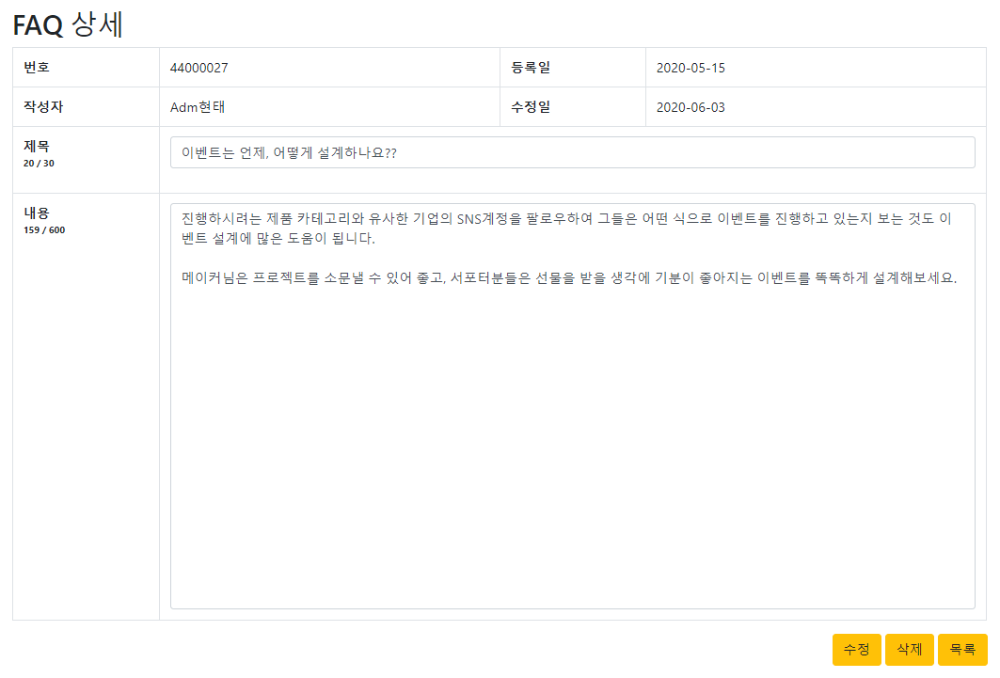 FAQ 상세
번호 44000027 등록일 2020-05-15
작성자 Adm현태 수정일 2020-06-03
제목 이벤트는 언제, 어떻게 설계하나요??
20 / 30
내용
159 / 600
진행하시려는 제품 카테고리와 유사한 기업의 SNS계정을 팔로우하여 그들은 어떤 식으로 이벤트를 진행하고 있는지 보는 것도 이
벤트 설계에 많은 도움이 됩니다.
메이커님은 프로젝트를 소문낼 수 있어 좋고, 서포터분들은 선물을 받을 생각에 기분이 좋아지는 이벤트를 똑똑하게 설계해보세요.
수정 삭제 목록